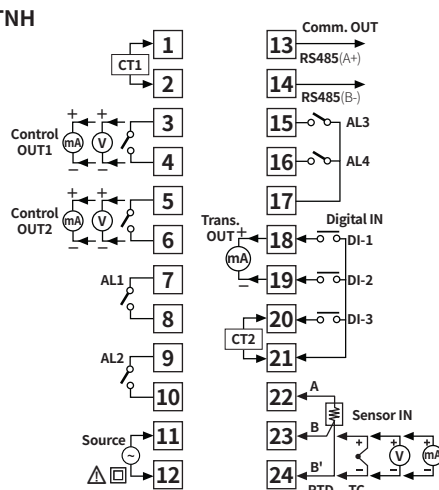 TNH
1
CT1
2
3
Control
OUT1
+ +
mA V
− −
4
5
Control
OUT2
+ +
mA V
− −
6
AL1
7
8
AL2
9
10
Source
11
~
12
Comm. OUT
13
RS485(A+)
14
RS485(B-)
15
AL3
16
AL4
17
Trans.
OUT
+
mA
−
Digital IN
18
DI-1
19
DI-2
20
DI-3
CT2
21
22
A
Sensor IN
23
B
+ + +
V mA
− − −
24
B'
RTD TC